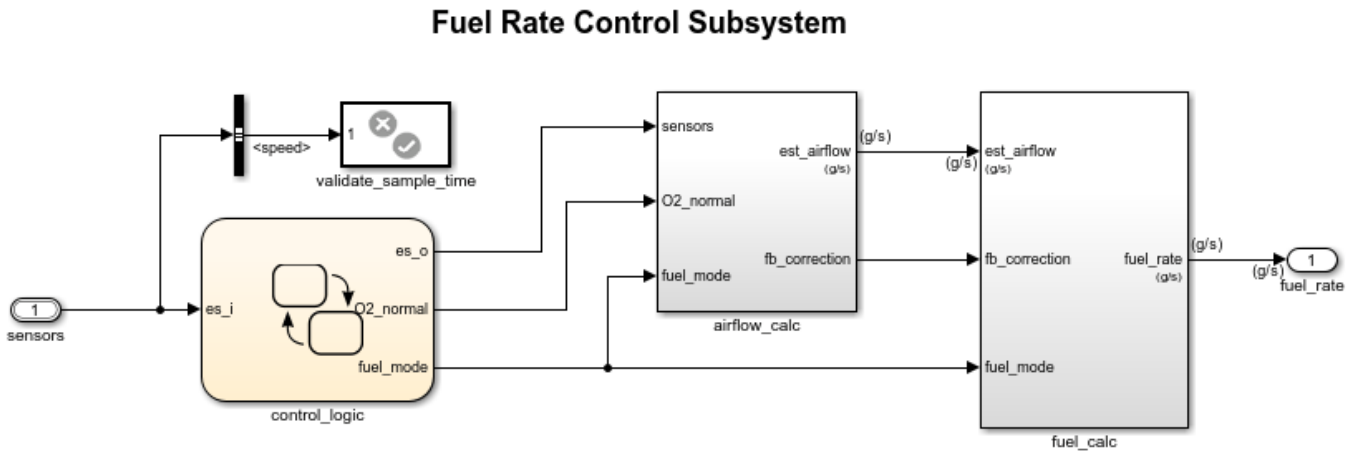 Fuel Rate Control Subsystem
1
<speed>
validate_sample_time
1
sensors
es_i
es_o
O2_normal
fuel_mode
control_logic
sensors
O2_normal
fuel_mode
est_airflow
(g/s)
fb_correction
airflow_calc
(g/s)
(g/s)
est_airflow
(g/s)
fb_correction
fuel_mode
fuel_rate
(g/s)
fuel_calc
(g/s)
(g/s)
1
fuel_rate